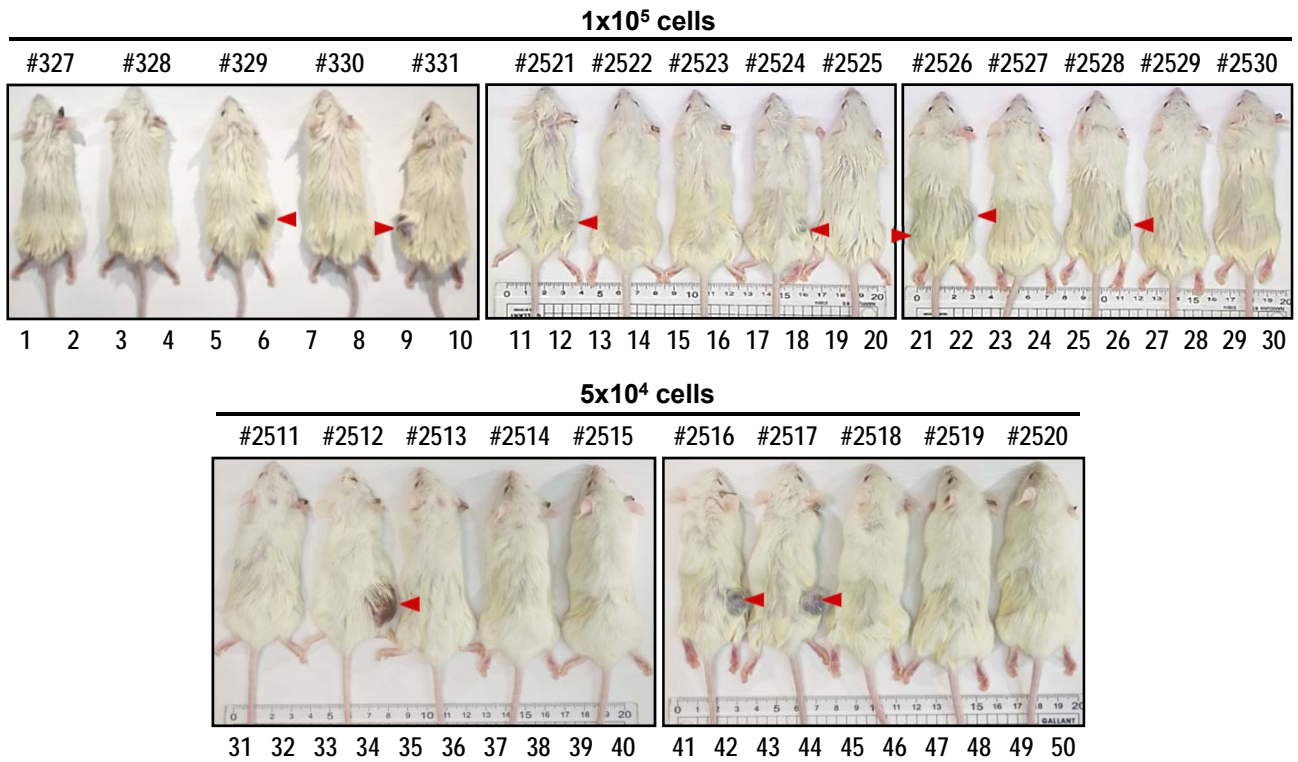 1x10⁵ cells
#327 #328 #329 #330 #331 #2521 #2522 #2523 #2524 #2525 #2526 #2527 #2528 #2529 #2530
1 2 3 4 5 6 7 8 9 10 11 12 13 14 15 16 17 18 19 20 21 22 23 24 25 26 27 28 29 30
5x10⁴ cells
#2511 #2512 #2513 #2514 #2515 #2516 #2517 #2518 #2519 #2520
GALLANT
31 32 33 34 35 36 37 38 39 40 41 42 43 44 45 46 47 48 49 50